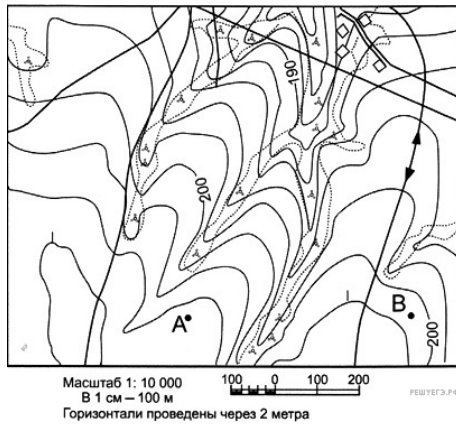 190
200
A
B
200
Масштаб 1: 10 000
В 1 см – 100 м
Горизонтали проведены через 2 метра
100 0 100 200
РЕШУЕГЭ.РФ